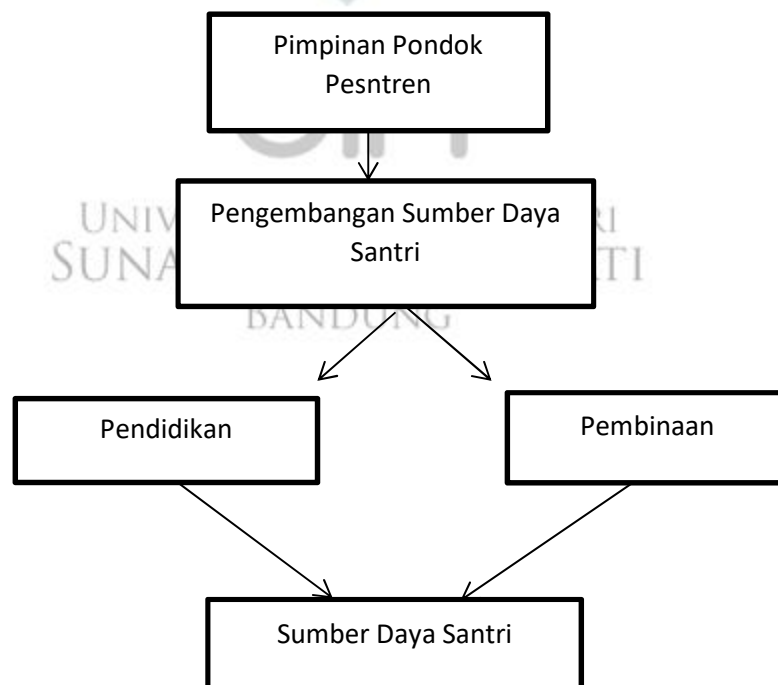 Pimpinan Pondok
Pesntren
Pengembangan Sumber Daya
Santri
BANDUNG
Pendidikan
Pembinaan
Sumber Daya Santri